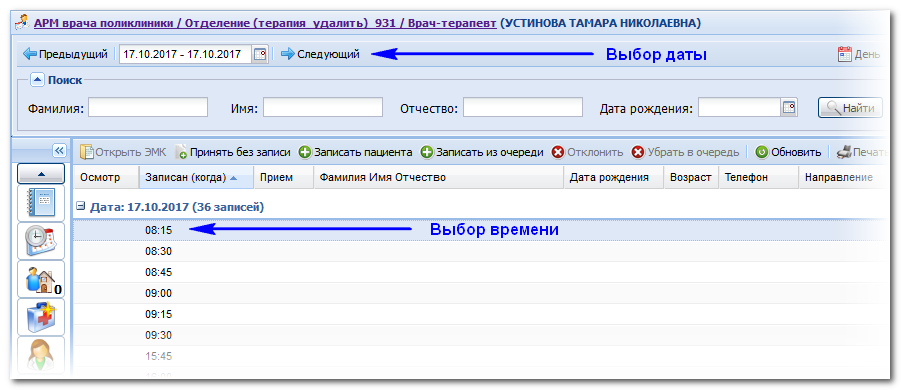 АРМ врача поликлиники / Отделение (терапия_удалить)_931 / Врач-терапевт (УСТИНОВА ТАМАРА НИКОЛАЕВНА)
Предыдущий 17.10.2017 - 17.10.2017 Следующий Выбор даты День
Поиск
Фамилия: Имя: Отчество: Дата рождения: Найти
Открыть ЭМК Принять без записи Записать пациента Записать из очереди Отклонить Убрать в очередь Обновить Печать
Осмотр Записан (когда) Прием Фамилия Имя Отчество Дата рождения Возраст Телефон Направление
Дата: 17.10.2017 (36 записей)
08:15 Выбор времени
08:30
08:45
0 09:00
09:15
09:30
15:45